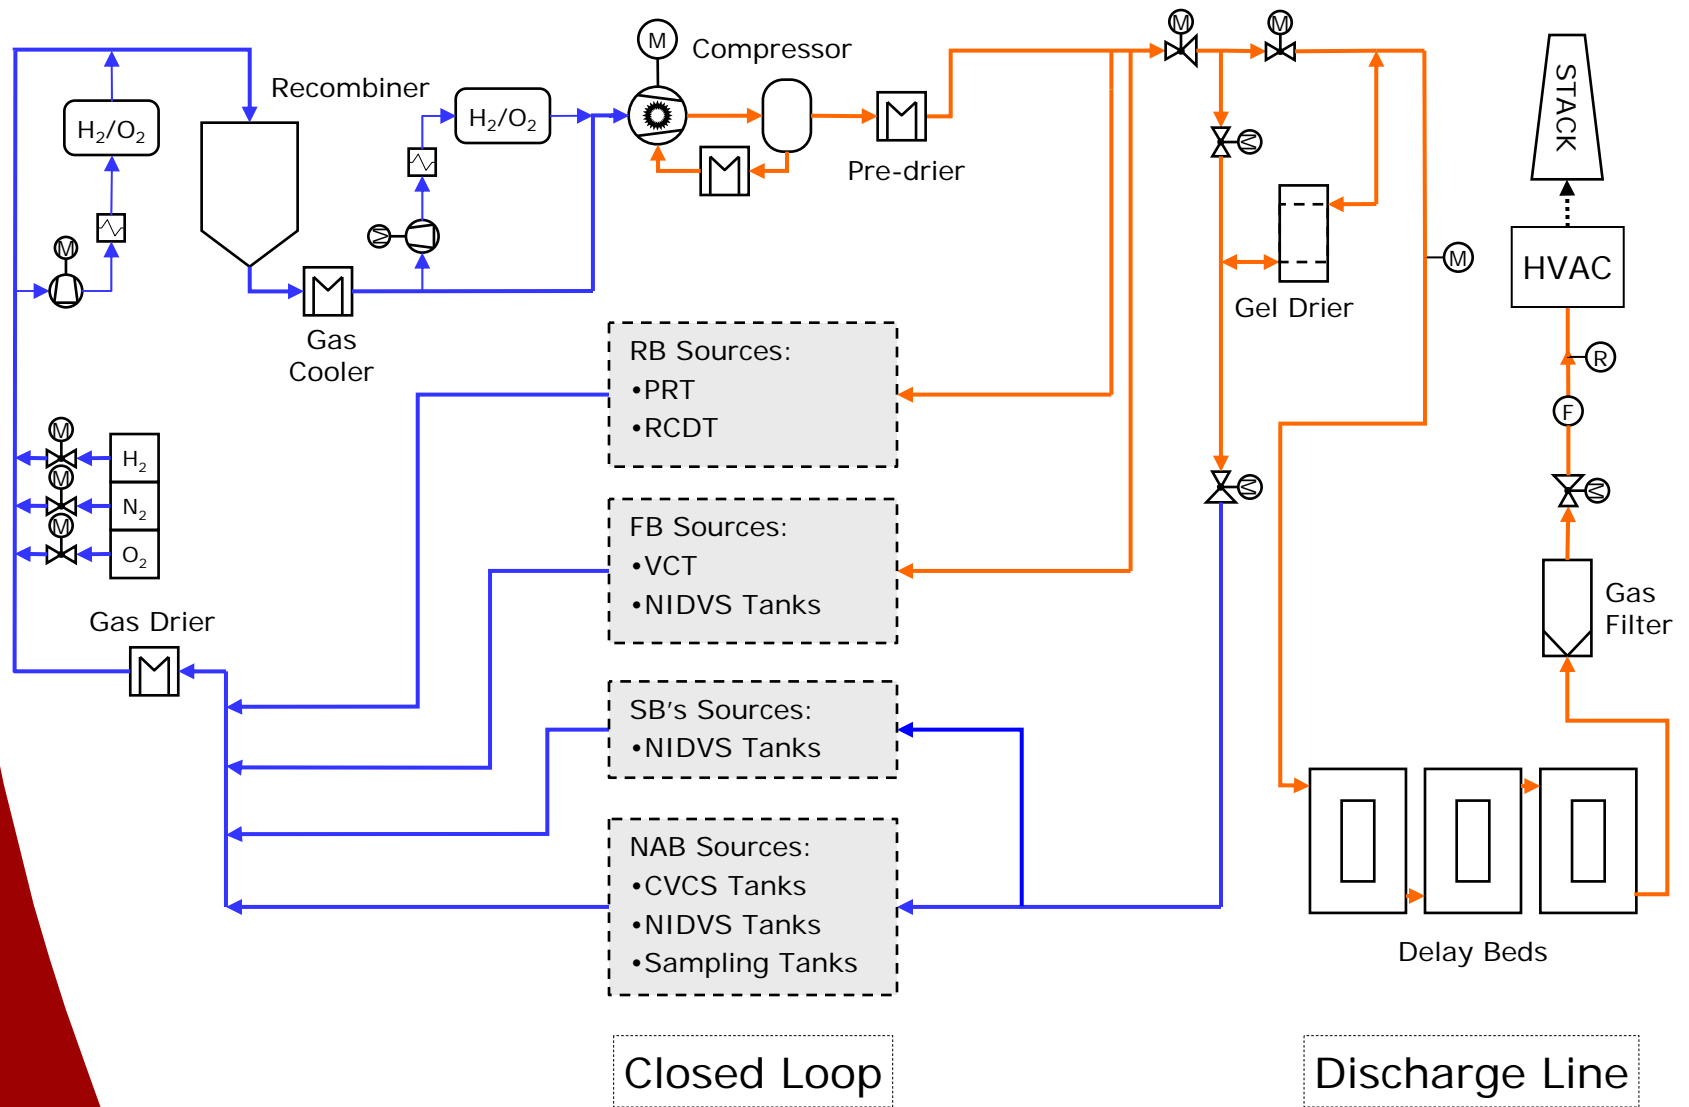 M
M
M
Compressor
STACK
Recombiner
H₂/O₂
H₂/O₂
M
Pre-drier
M
M
M
HVAC
Gel Drier
Gas
Cooler
RB Sources:
•PRT
•RCDT
R
F
M
H₂
M
N₂
M
O₂
FB Sources:
•VCT
•NIDVS Tanks
M
M
Gas
Filter
Gas Drier
SB's Sources:
•NIDVS Tanks
NAB Sources:
•CVCS Tanks
•NIDVS Tanks
•Sampling Tanks
Delay Beds
Closed Loop
Discharge Line